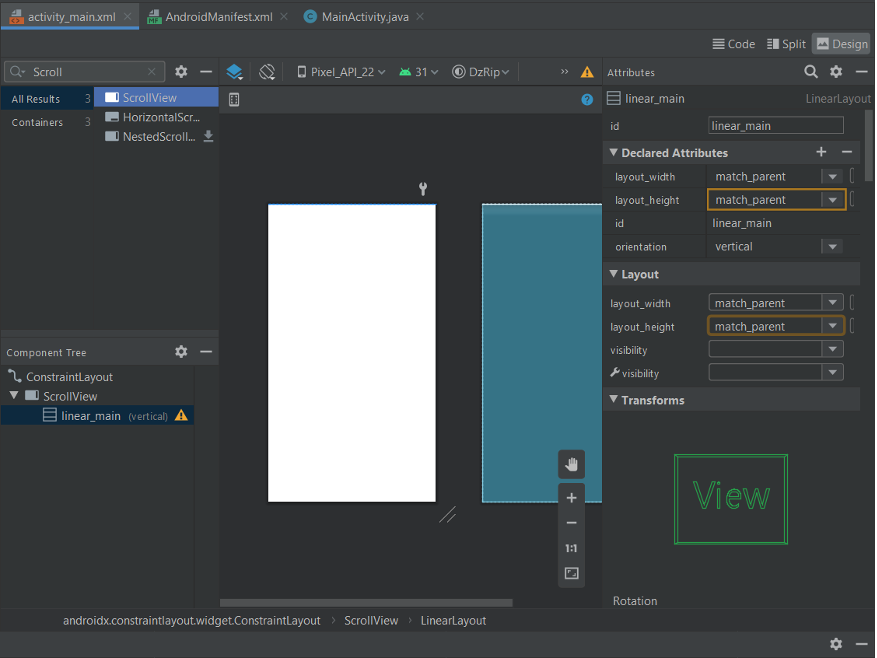 activity_main.xml AndroidManifest.xml MainActivity.java
Code Split Design
Scroll Pixel_API_22 31 DzRip Attributes
All Results 3 ScrollView linear_main LinearLayout
Containers 3 HorizontalScr...
NestedScroll...
id linear_main
Declared Attributes
layout_width match_parent
layout_height match_parent
id linear_main
orientation vertical
Layout
layout_width match_parent
layout_height match_parent
visibility
visibility
Transforms
Component Tree
ConstraintLayout
ScrollView
linear_main (vertical)
1:1
View
Rotation
androidx.constraintlayout.widget.ConstraintLayout ScrollView LinearLayout